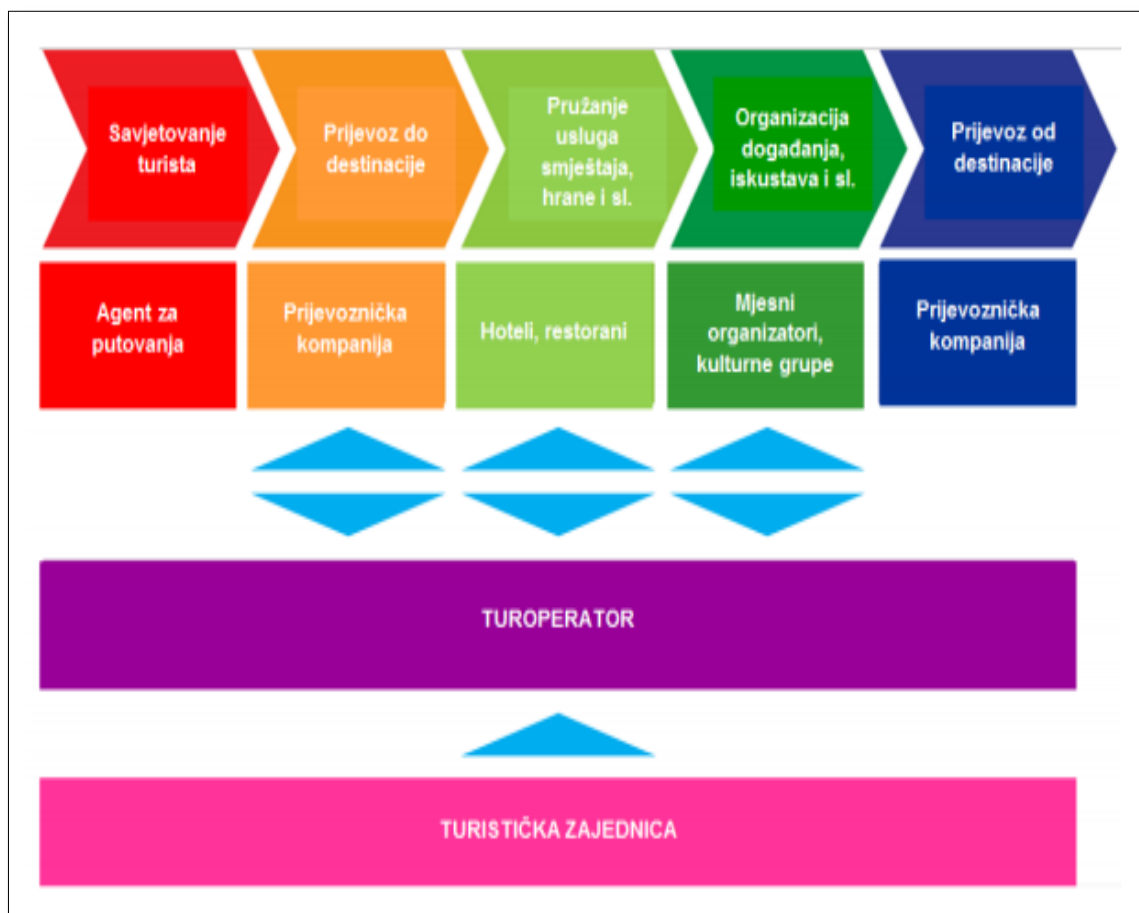 Savjetovanje
turista
Prijevoz do
destinacije
Pružanje
usluga
smještaja,
hrane i sl.
Organizacija
događanja,
iskustava i sl.
Prijevoz od
destinacije
Agent za
putovanja
Prijevoznička
kompanija
Hoteli, restorani
Mjesni
organizatori,
kulturne grupe
Prijevoznička
kompanija
TUROPERATOR
TURISTIČKA ZAJEDNICA